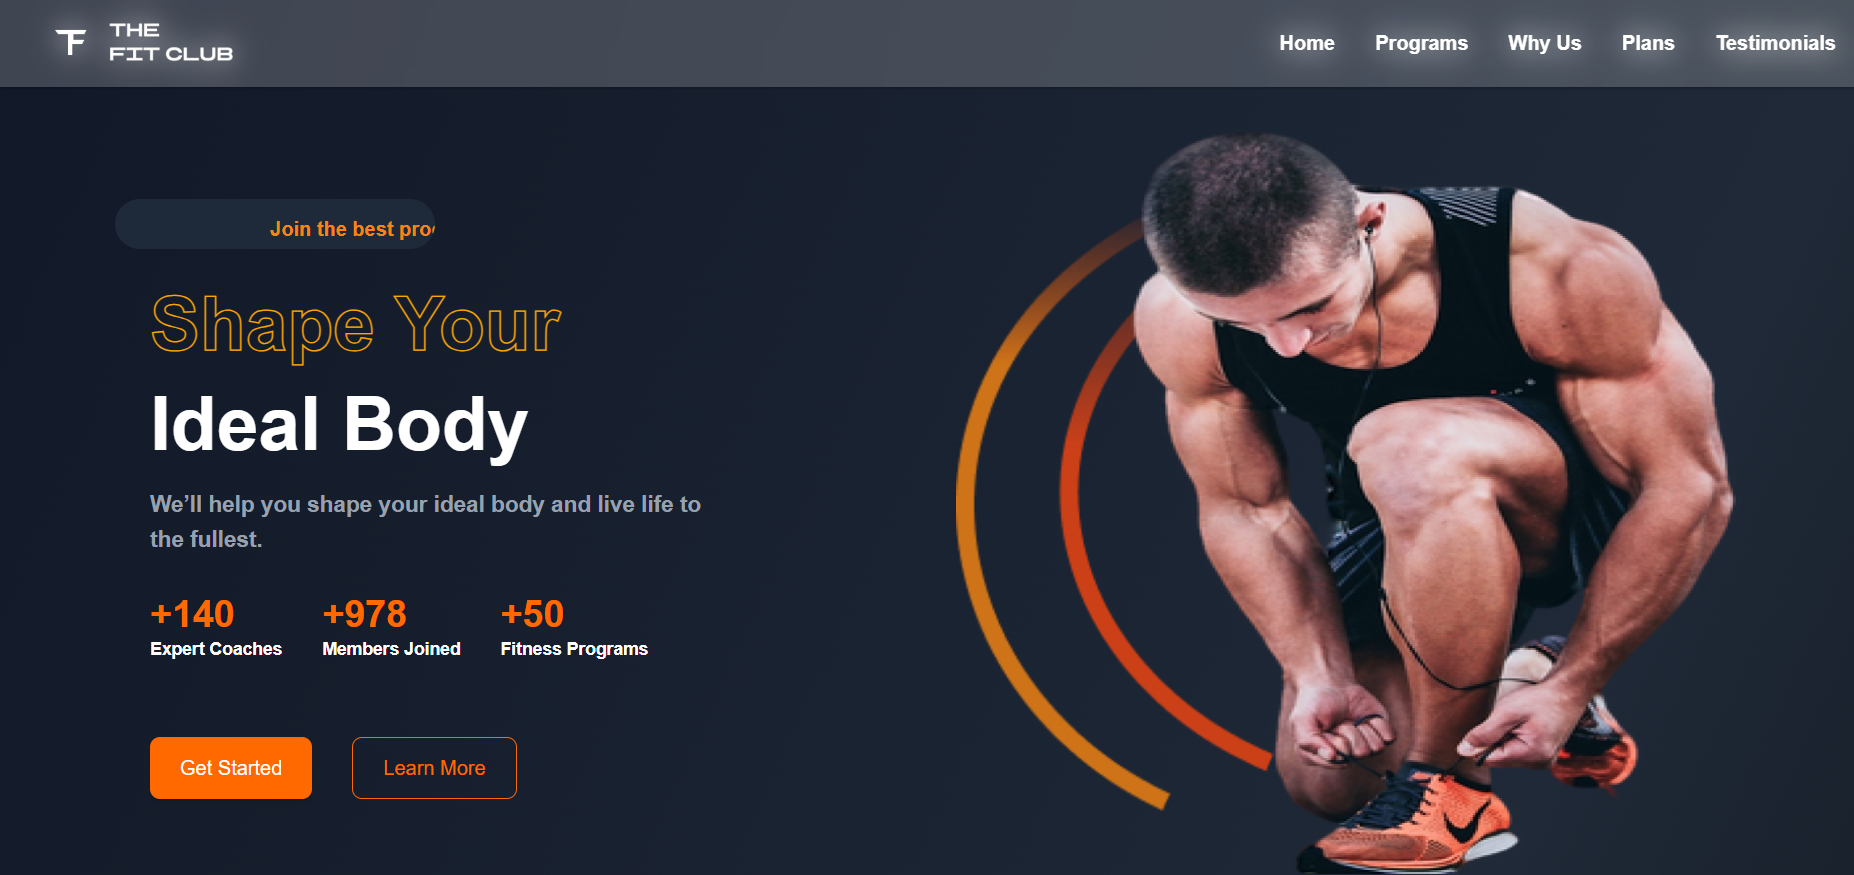 THE
FIT CLUB
Home Programs Why Us Plans Testimonials
Join the best pro
Shape Your
Ideal Body
We’ll help you shape your ideal body and live life to
the fullest.
+140 +978 +50
Expert Coaches Members Joined Fitness Programs
Get Started Learn More